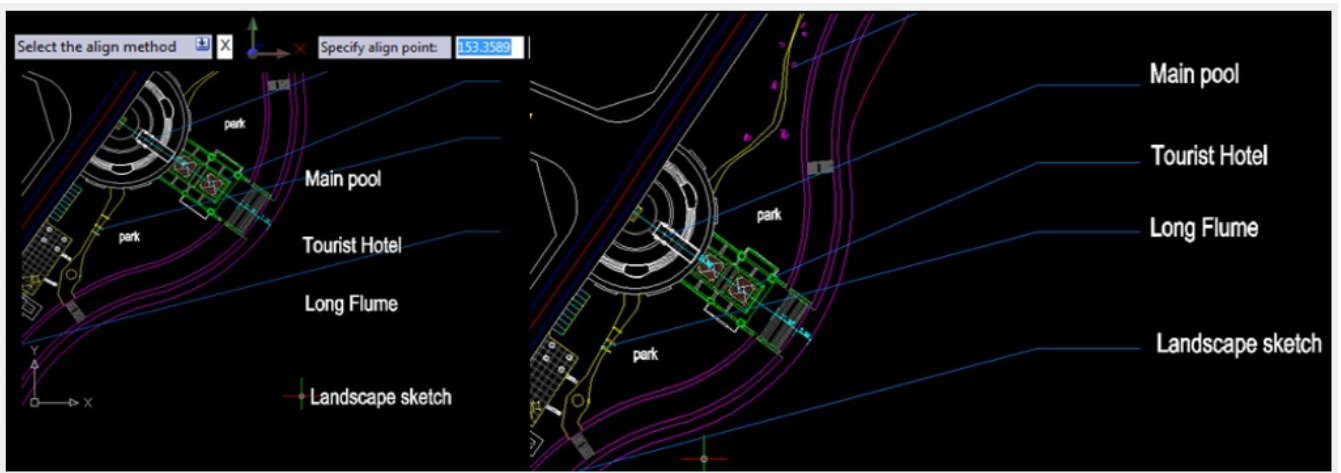 Select the align method
X
Specify align point:
153.3589
X
park
Main pool
park
Tourist Hotel
Long Flume
Y
X
Landscape sketch
Main pool
Tourist Hotel
park
Long Flume
Landscape sketch
park